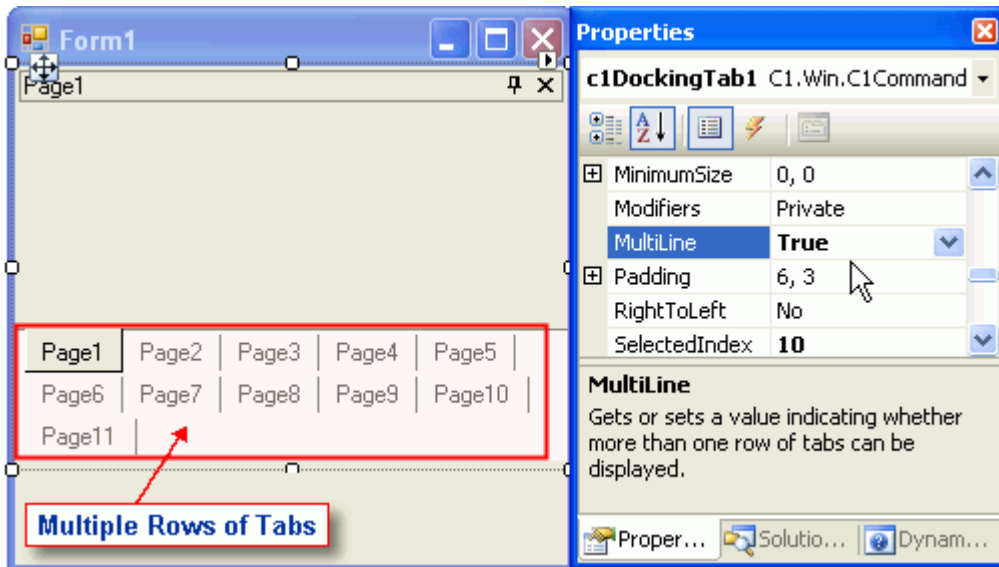 Form1
Page1
Page1 Page2 Page3 Page4 Page5
Page6 Page7 Page8 Page9 Page10
Page11
Multiple Rows of Tabs
Properties
c1DockingTab1 C1.Win.C1Command
A
Z
MinimumSize 0, 0
Modifiers Private
MultiLine True
Padding 6, 3
RightToLeft No
SelectedIndex 10
MultiLine
Gets or sets a value indicating whether
more than one row of tabs can be
displayed.
Proper... Solutio... Dynam...